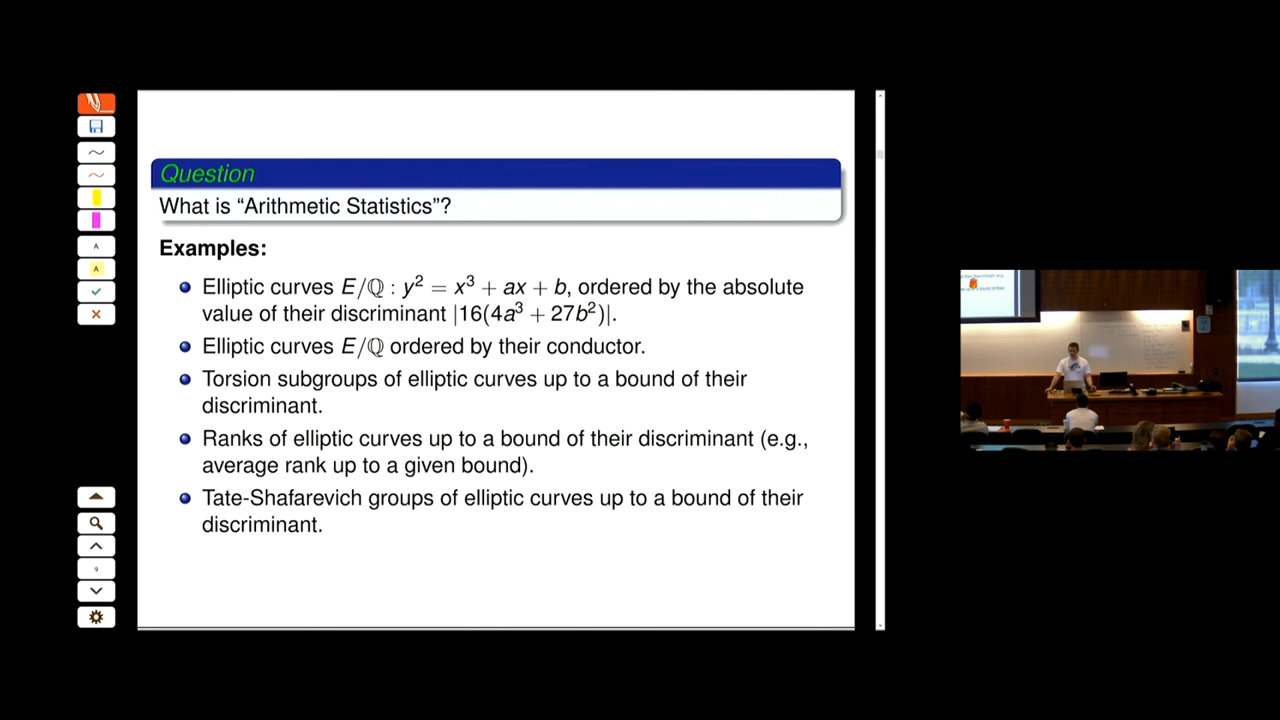 Question
What is “Arithmetic Statistics”?
Examples:
Elliptic curves E/ℚ : y² = x³ + ax + b, ordered by the absolute
value of their discriminant |16(4a³ + 27b²)|.
Elliptic curves E/ℚ ordered by their conductor.
Torsion subgroups of elliptic curves up to a bound of their
discriminant.
Ranks of elliptic curves up to a bound of their discriminant (e.g.,
average rank up to a given bound).
Tate-Shafarevich groups of elliptic curves up to a bound of their
discriminant.
A
A
9